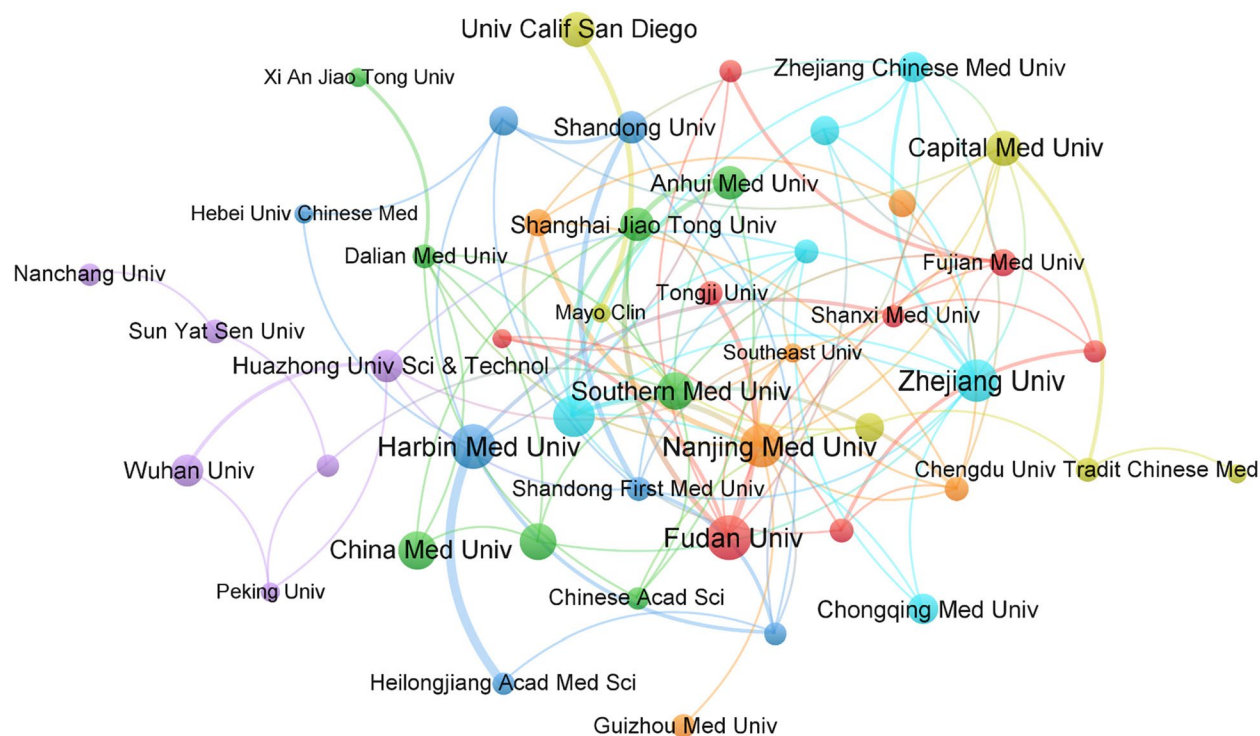 Univ Calif San Diego
Xi An Jiao Tong Univ
Zhejiang Chinese Med Univ
Shandong Univ
Capital Med Univ
Anhui Med Univ
Hebei Univ Chinese Med
Shanghai Jiao Tong Univ
Dalian Med Univ
Fujian Med Univ
Nanchang Univ
Tongji Univ
Mayo Clin
Shanxi Med Univ
Sun Yat Sen Univ
Southeast Univ
Huazhong Univ Sci & Technol
Zhejiang Univ
Southern Med Univ
Harbin Med Univ
Nanjing Med Univ
Wuhan Univ
Chengdu Univ Tradit Chinese Med
Shandong First Med Univ
Fudan Univ
China Med Univ
Peking Univ
Chinese Acad Sci
Chongqing Med Univ
Heilongjiang Acad Med Sci
Guizhou Med Univ